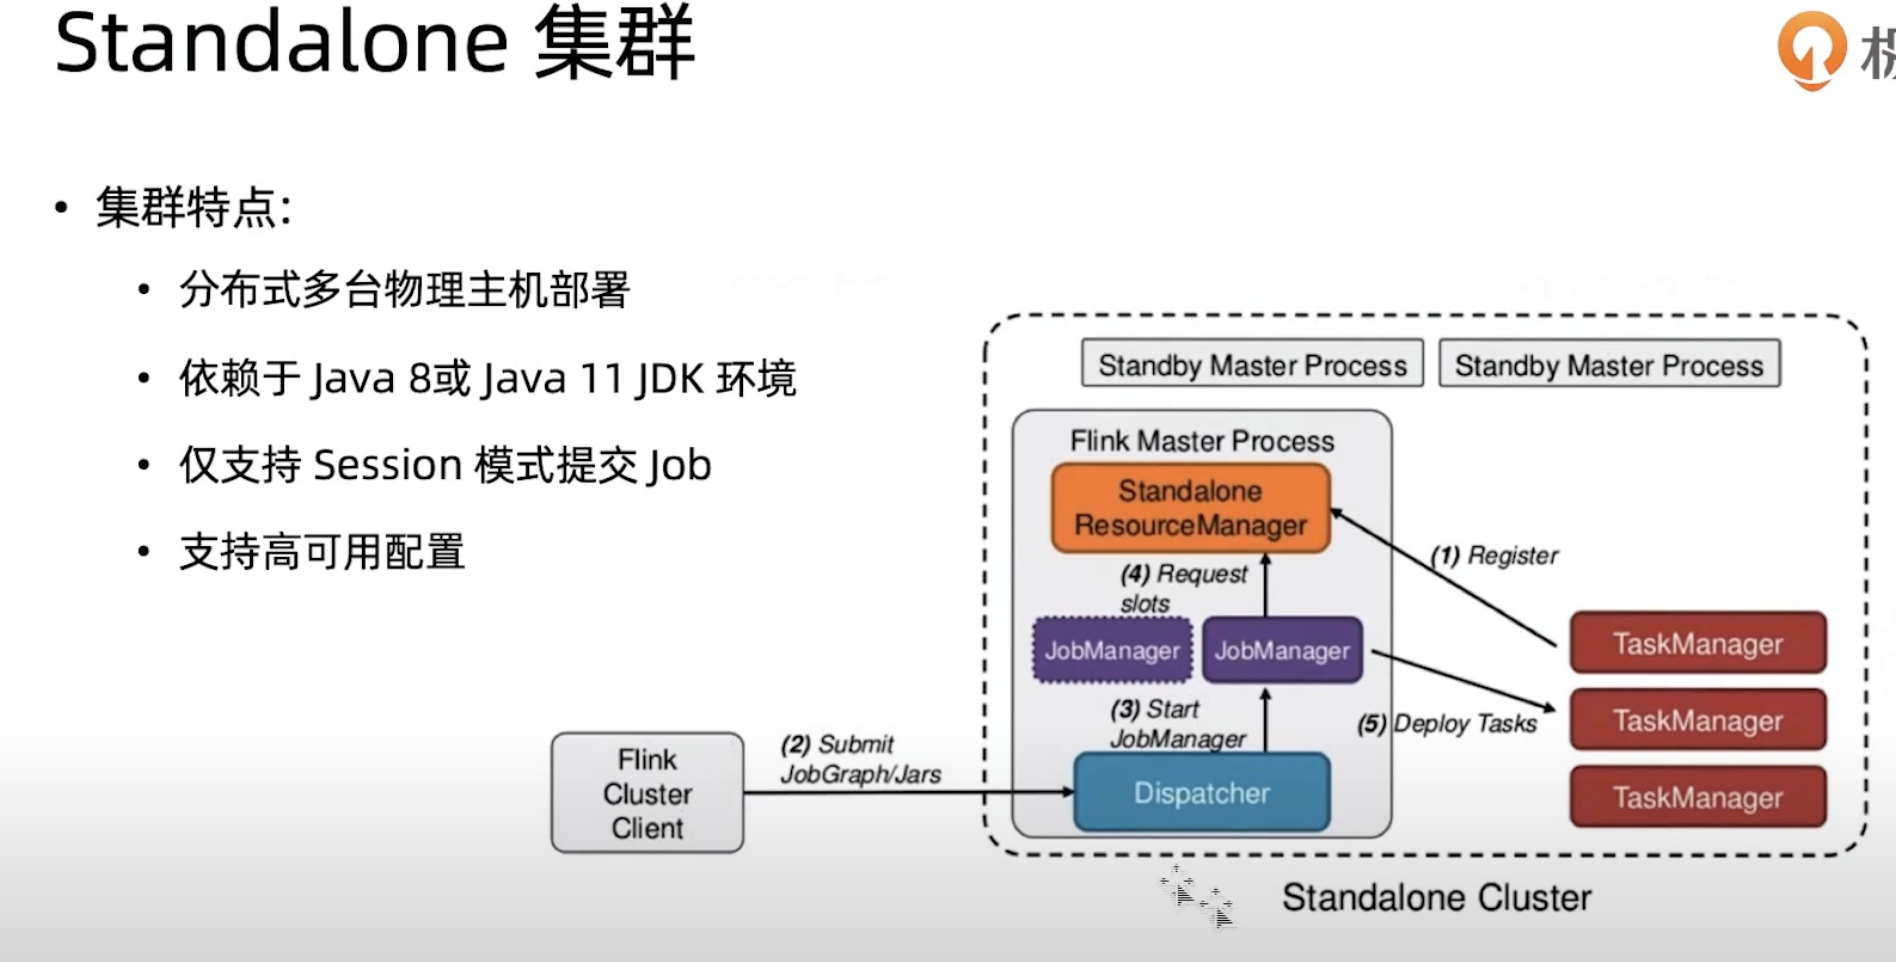 Standalone 集群
• 集群特点:
• 分布式多台物理主机部署
• 依赖于 Java 8或 Java 11 JDK 环境
• 仅支持 Session 模式提交 Job
• 支持高可用配置
Standby Master Process
Standby Master Process
Flink Master Process
Standalone
ResourceManager
(1) Register
(4) Request
slots
JobManager
JobManager
TaskManager
TaskManager
TaskManager
(3) Start
JobManager
(5) Deploy Tasks
Flink
Cluster
Client
(2) Submit
JobGraph/Jars
Dispatcher
Standalone Cluster